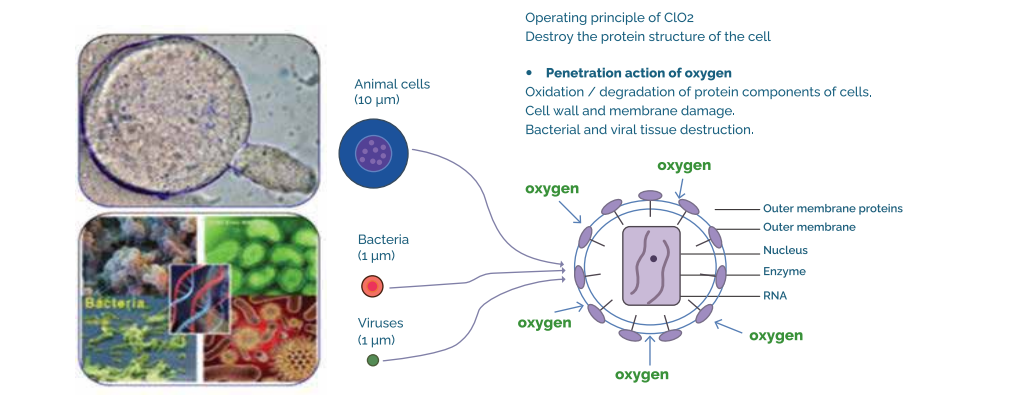 Operating principle of ClO2
Destroy the protein structure of the cell
• Penetration action of oxygen
Oxidation / degradation of protein components of cells,
Cell wall and membrane damage.
Bacterial and viral tissue destruction.
Animal cells
(10 µm)
Bacteria
(1 µm)
Viruses
(1 µm)
Bacteria
oxygen
oxygen
oxygen
oxygen
oxygen
Outer membrane proteins
Outer membrane
Nucleus
Enzyme
RNA